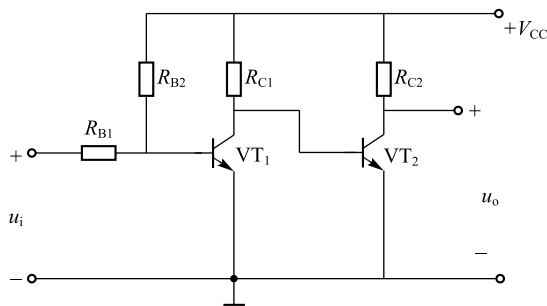 +V_CC
R_B2
R_C1
R_C2
R_B1
+
+
VT_1
VT_2
u_i
u_o
−
−